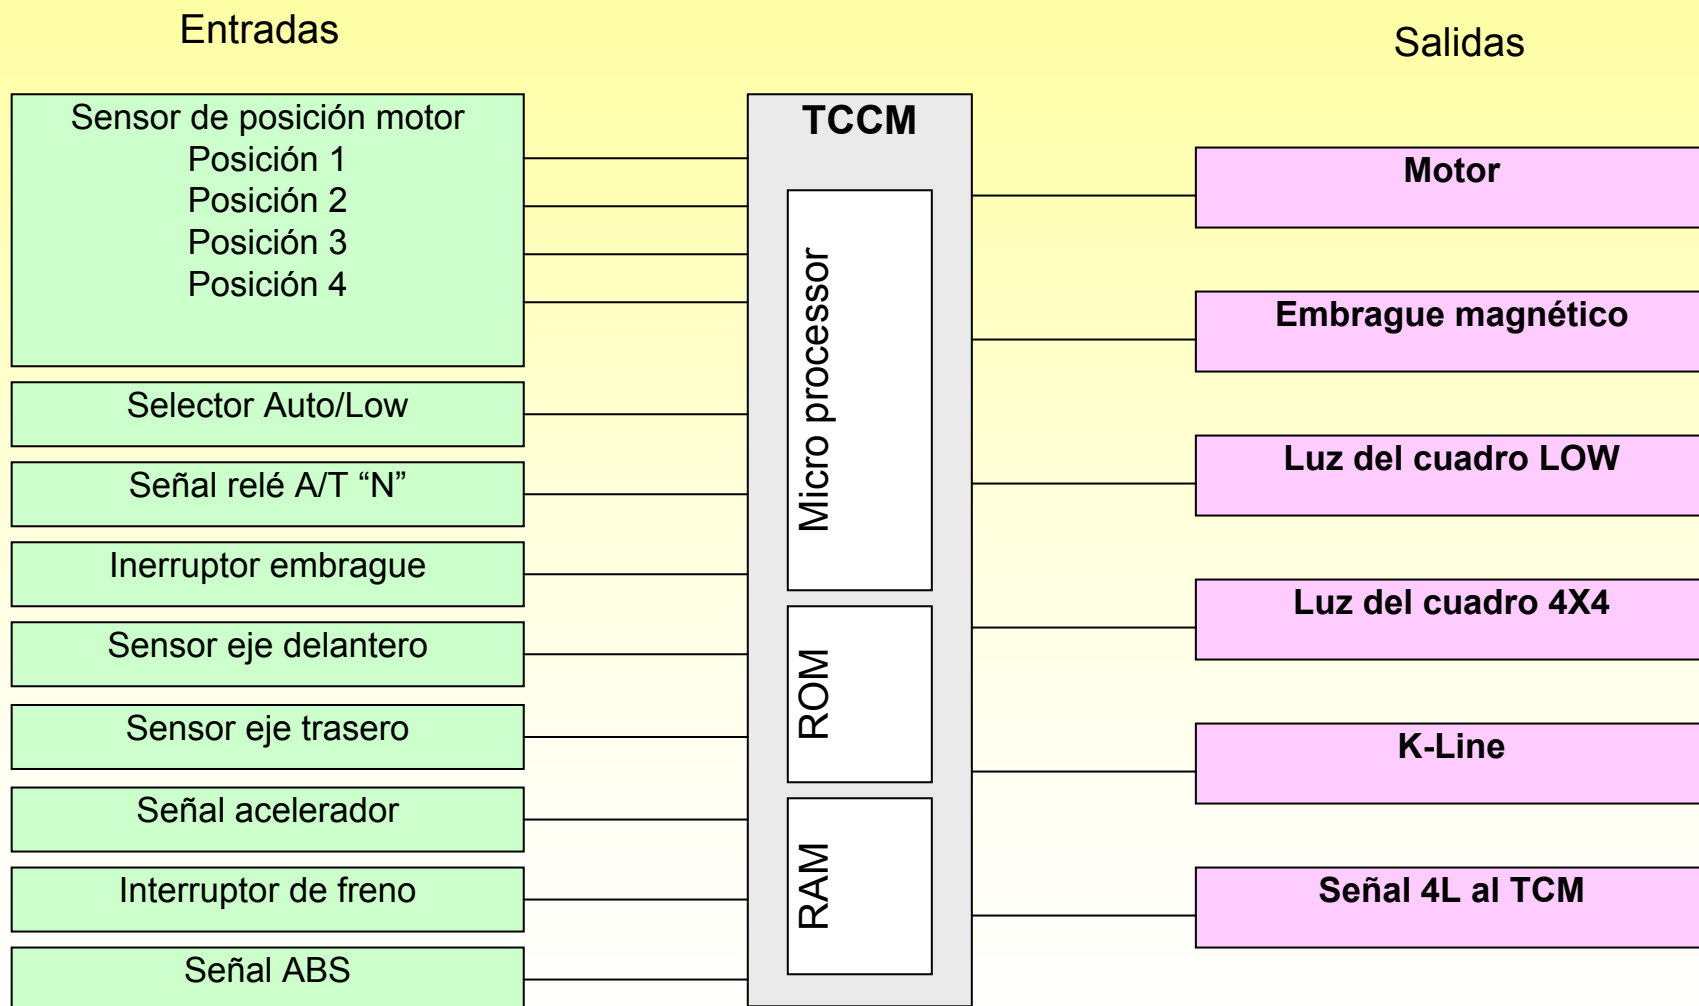 Entradas
Salidas
Sensor de posición motor
Posición 1
Posición 2
Posición 3
Posición 4
Selector Auto/Low
Señal relé A/T “N”
Inerruptor embrague
Sensor eje delantero
Sensor eje trasero
Señal acelerador
Interruptor de freno
Señal ABS
TCCM
Micro processor
ROM
RAM
Motor
Embrague magnético
Luz del cuadro LOW
Luz del cuadro 4X4
K-Line
Señal 4L al TCM